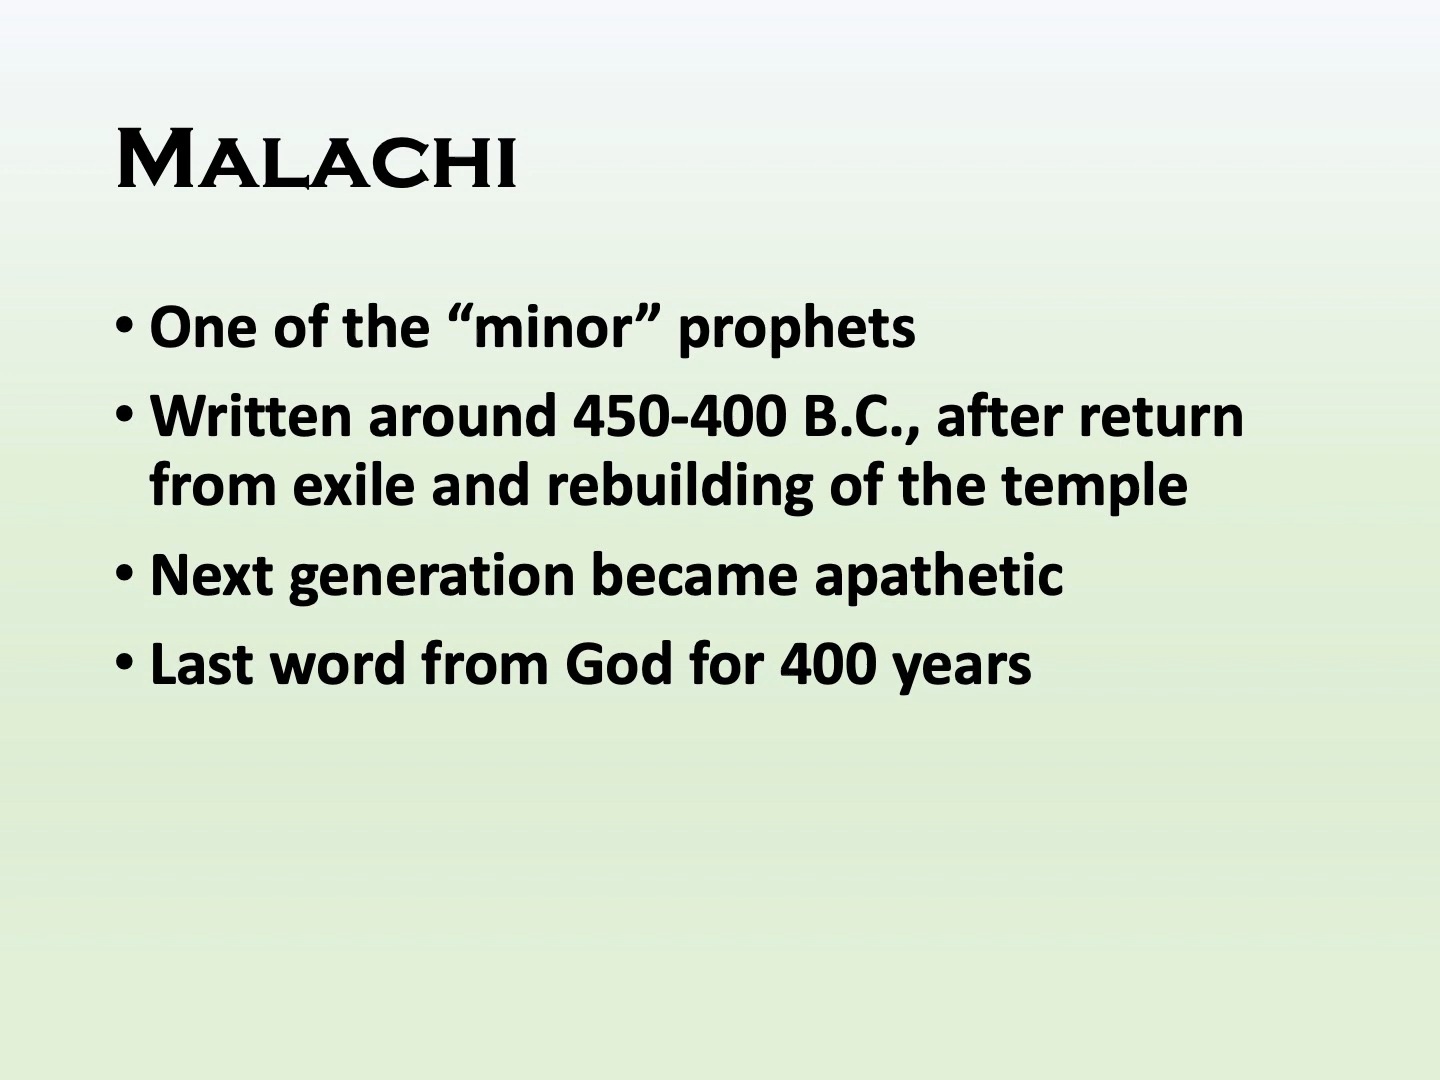 Malachi
• One of the “minor” prophets
• Written around 450-400 B.C., after return
from exile and rebuilding of the temple
• Next generation became apathetic
• Last word from God for 400 years